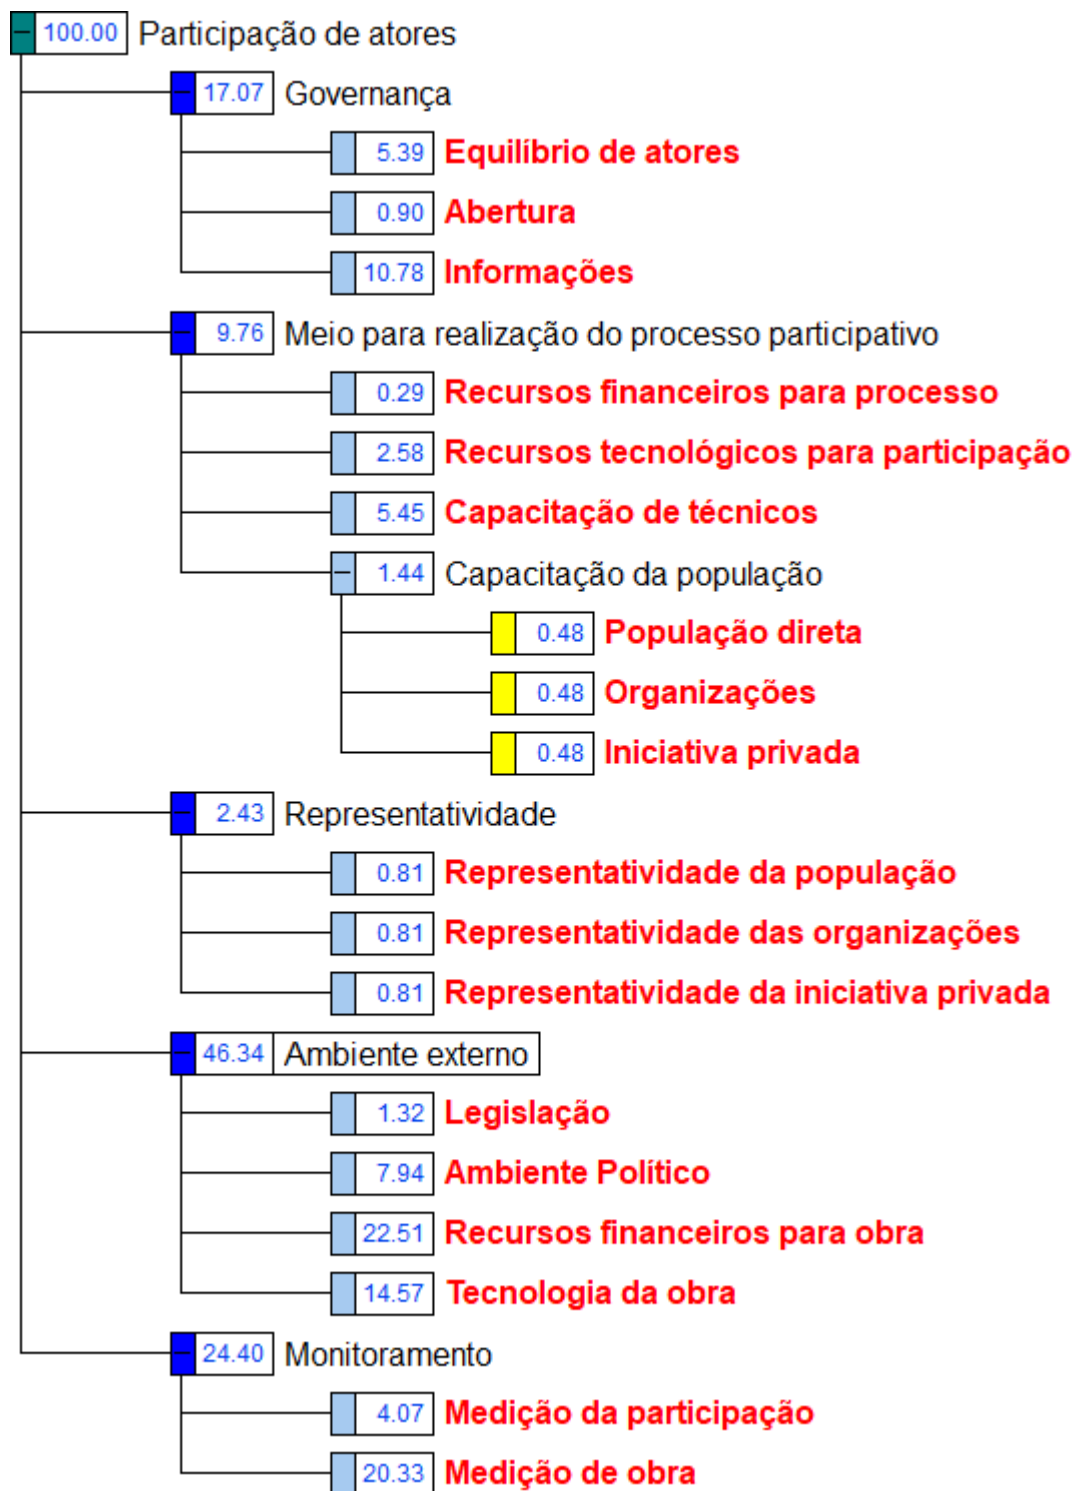 100.00 Participação de atores
17.07 Governança
5.39 Equilíbrio de atores
0.90 Abertura
10.78 Informações
9.76 Meio para realização do processo participativo
0.29 Recursos financeiros para processo
2.58 Recursos tecnológicos para participação
5.45 Capacitação de técnicos
1.44 Capacitação da população
0.48 População direta
0.48 Organizações
0.48 Iniciativa privada
2.43 Representatividade
0.81 Representatividade da população
0.81 Representatividade das organizações
0.81 Representatividade da iniciativa privada
46.34 Ambiente externo
1.32 Legislação
7.94 Ambiente Político
22.51 Recursos financeiros para obra
14.57 Tecnologia da obra
24.40 Monitoramento
4.07 Medição da participação
20.33 Medição de obra